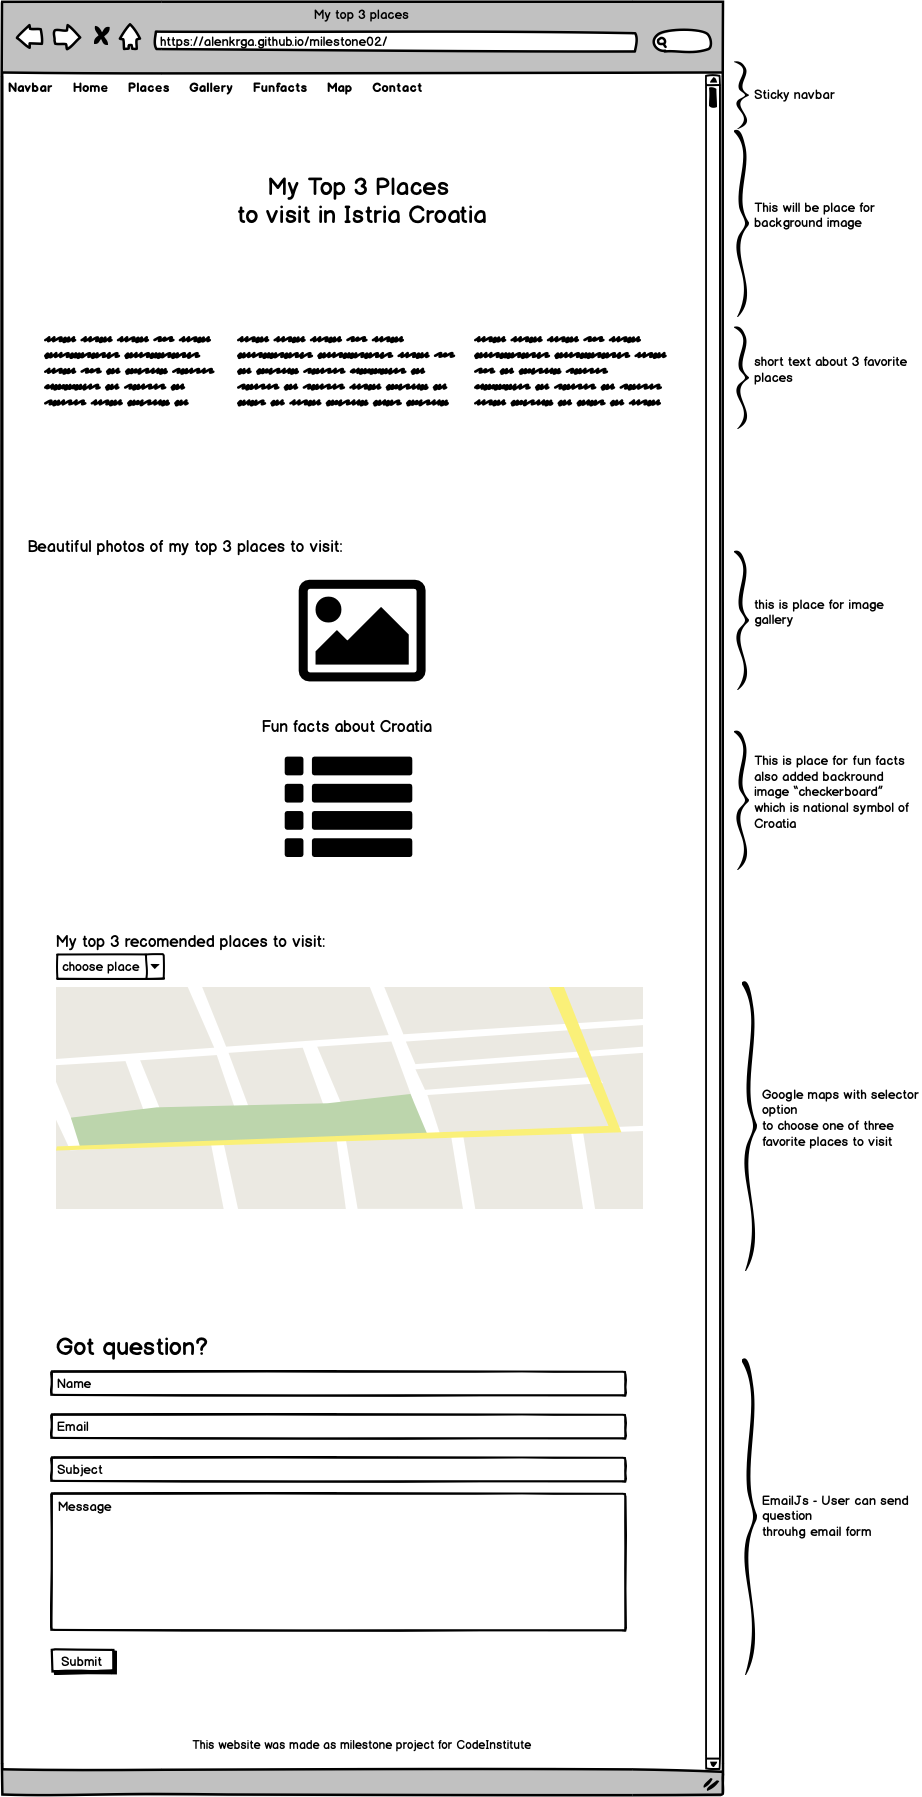 My top 3 places
https://alenkrga.github.io/milestone02/
Navbar Home Places Gallery Funfacts Map Contact
Sticky navbar
My Top 3 Places
to visit in Istria Croatia
This will be place for
background image
short text about 3 favorite
places
Beautiful photos of my top 3 places to visit:
this is place for image
gallery
Fun facts about Croatia
This is place for fun facts
also added backround
image “checkerboard”
which is national symbol of
Croatia
My top 3 recomended places to visit:
choose place
Google maps with selector
option
to choose one of three
favorite places to visit
Got question?
Name
Email
Subject
Message
EmailJs - User can send
question
throuhg email form
Submit
This website was made as milestone project for CodeInstitute